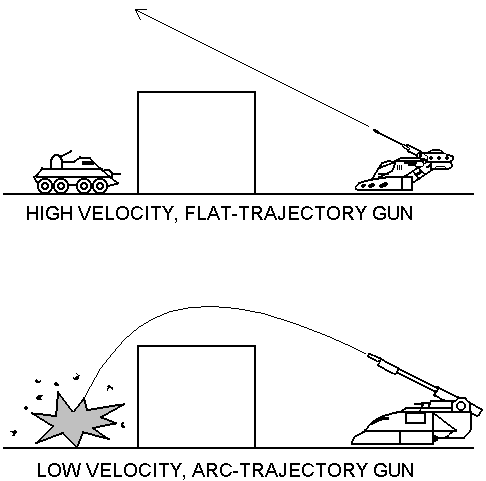 HIGH VELOCITY, FLAT-TRAJECTORY GUN
LOW VELOCITY, ARC-TRAJECTORY GUN